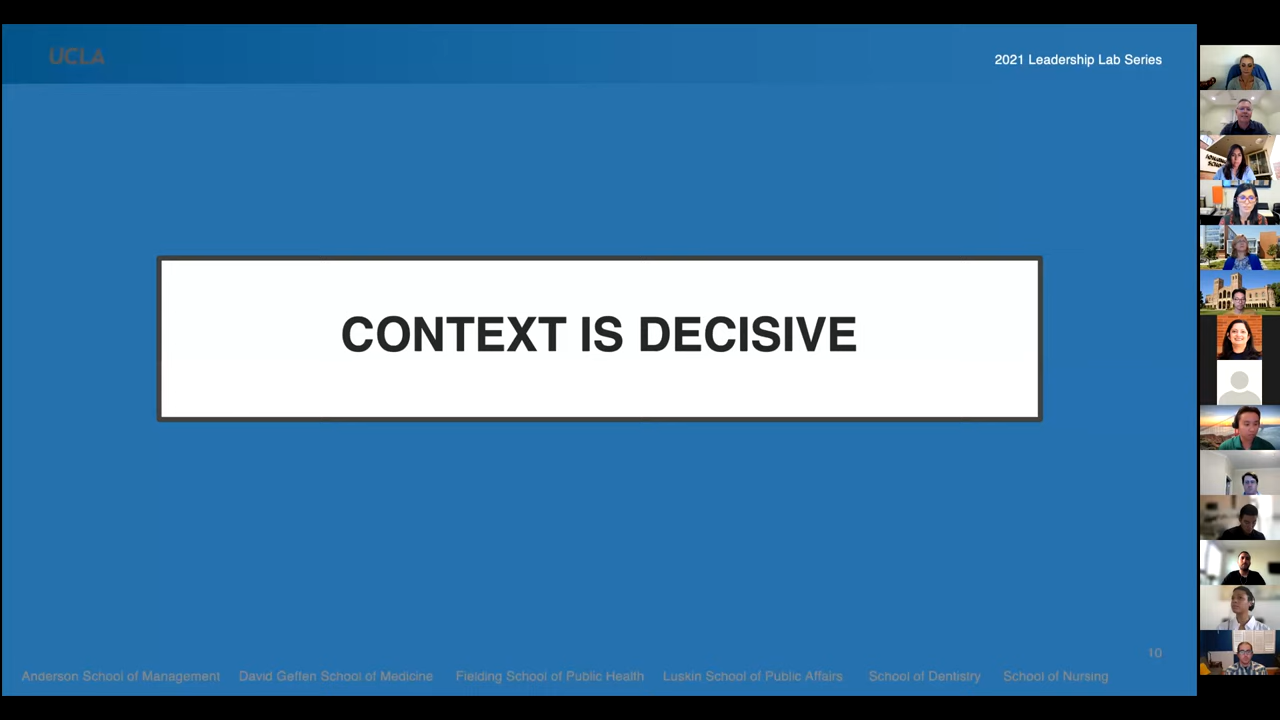 UCLA
2021 Leadership Lab Series
CONTEXT IS DECISIVE
10
Anderson School of Management David Geffen School of Medicine Fielding School of Public Health Luskin School of Public Affairs School of Dentistry School of Nursing